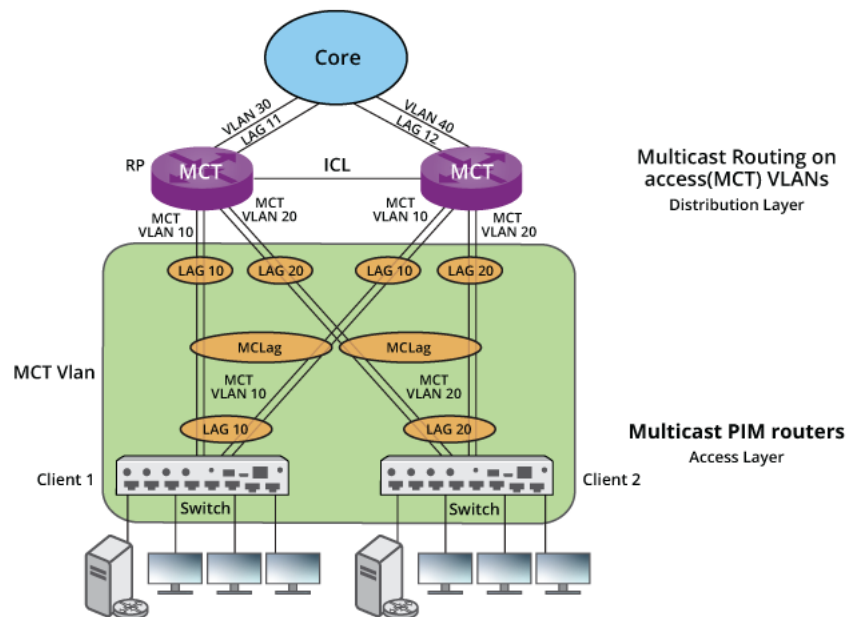 Core
VLAN 30
LAG 11
VLAN 40
LAG 12
RP
MCT
ICL
MCT
Multicast Routing on
access(MCT) VLANs
Distribution Layer
MCT
VLAN 10
MCT
VLAN 20
MCT
VLAN 10
MCT
VLAN 20
LAG 10
LAG 20
LAG 10
LAG 20
MCLag
MCLag
MCT Vlan
MCT
VLAN 10
MCT
VLAN 20
LAG 10
LAG 20
Multicast PIM routers
Access Layer
Client 1
Client 2
Switch
Switch